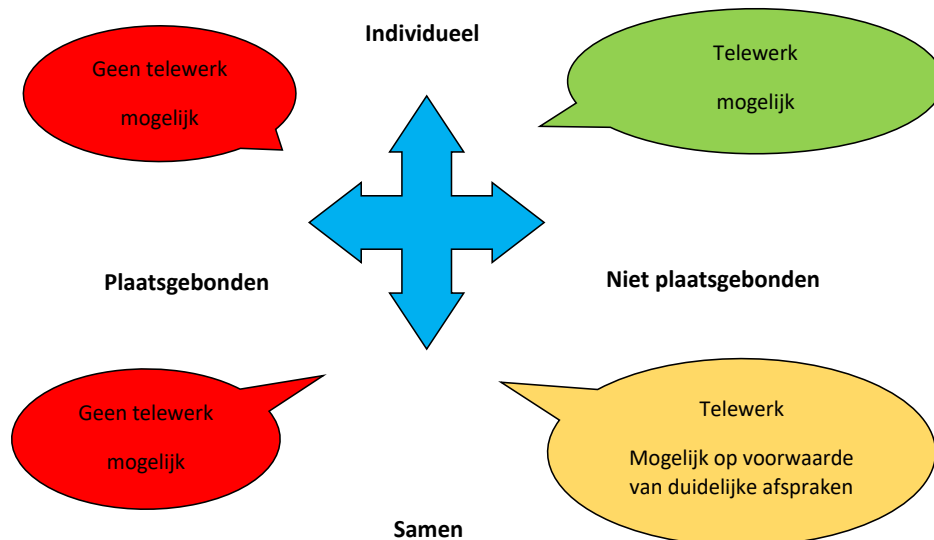 Individueel
Geen telewerk
mogelijk
Telewerk
mogelijk
Plaatsgebonden
Niet plaatsgebonden
Geen telewerk
mogelijk
Telewerk
Mogelijk op voorwaarde
van duidelijke afspraken
Samen